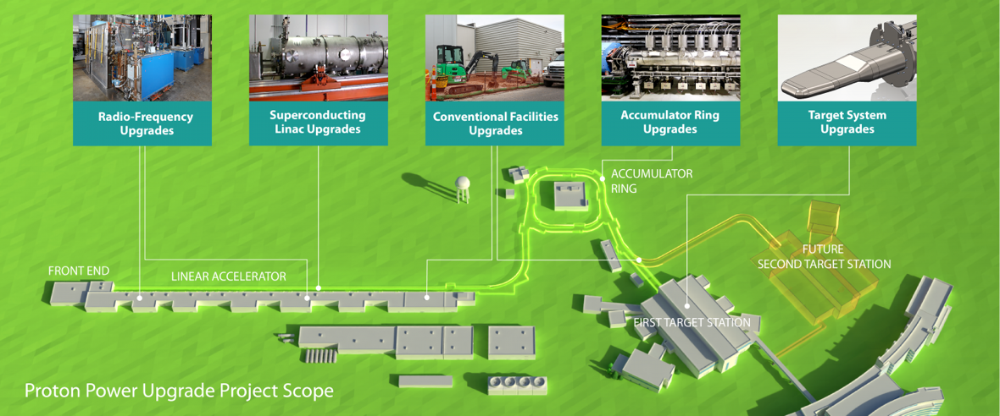 Radio-Frequency
Upgrades
Superconducting
Linac Upgrades
Conventional Facilities
Upgrades
Accumulator Ring
Upgrades
Target System
Upgrades
ACCUMULATOR
RING
FUTURE
SECOND TARGET STATION
FRONT END
LINEAR ACCELERATOR
FIRST TARGET STATION
Proton Power Upgrade Project Scope